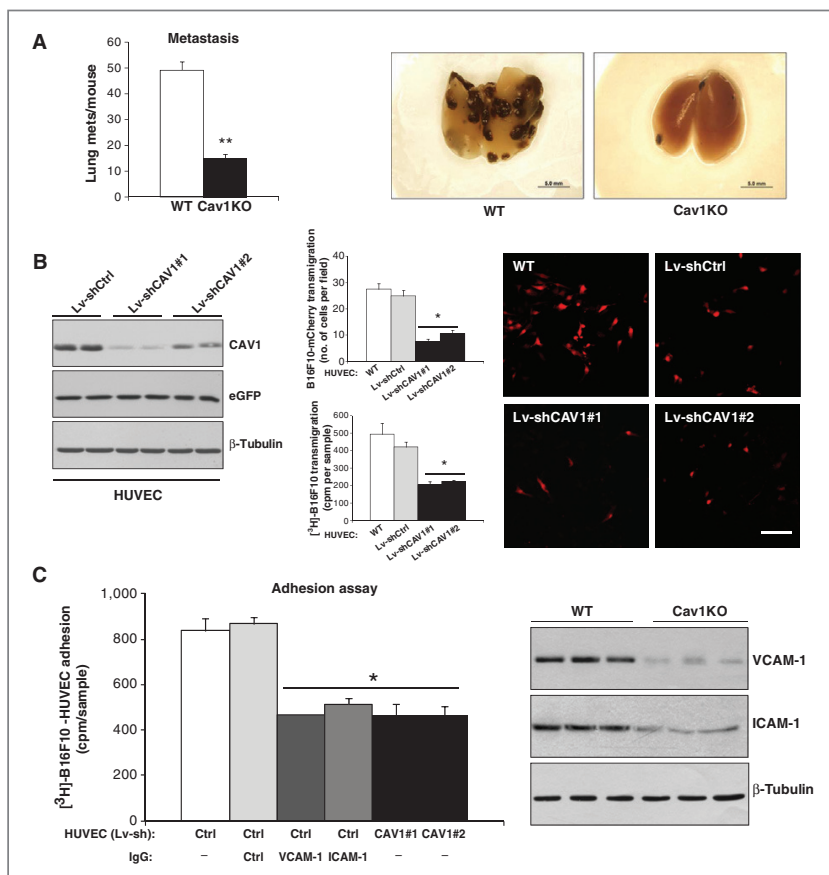 A
Metastasis
Lung mets/mouse
60
50
40
30
20
10
0
**
WT Cav1KO
5.0 mm
5.0 mm
WT
Cav1KO
B
Lv-shCtrl
Lv-shCAV1#1
Lv-shCAV1#2
CAV1
eGFP
β-Tubulin
HUVEC
B16F10-mCherry transmigration
(no. of cells per field)
40
30
20
10
0
*
HUVEC:
WT
Lv-shCtrl
Lv-shCAV1#1
Lv-shCAV1#2
[³H]-B16F10 transmigration
(cpm per sample)
600
500
400
300
200
100
0
*
HUVEC:
WT
Lv-shCtrl
Lv-shCAV1#1
Lv-shCAV1#2
WT
Lv-shCtrl
Lv-shCAV1#1
Lv-shCAV1#2
C
Adhesion assay
[³H]-B16F10 -HUVEC adhesion
(cpm/sample)
1,000
800
600
400
200
0
*
HUVEC (Lv-sh): Ctrl Ctrl Ctrl Ctrl CAV1#1 CAV1#2
IgG: – Ctrl VCAM-1 ICAM-1 – –
WT
Cav1KO
VCAM-1
ICAM-1
β-Tubulin